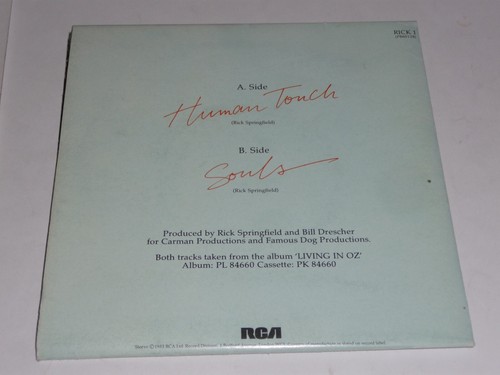 RICK 1
A. Side
Human Touch
(Rick Springfield)
B. Side
Souls
(Rick Springfield)
Produced by Rick Springfield and Bill Drescher
for Carman Productions and Famous Dog Productions.
Both tracks taken from the album 'LIVING IN OZ'
Album: PL 84660 Cassette: PK 84660
RCA